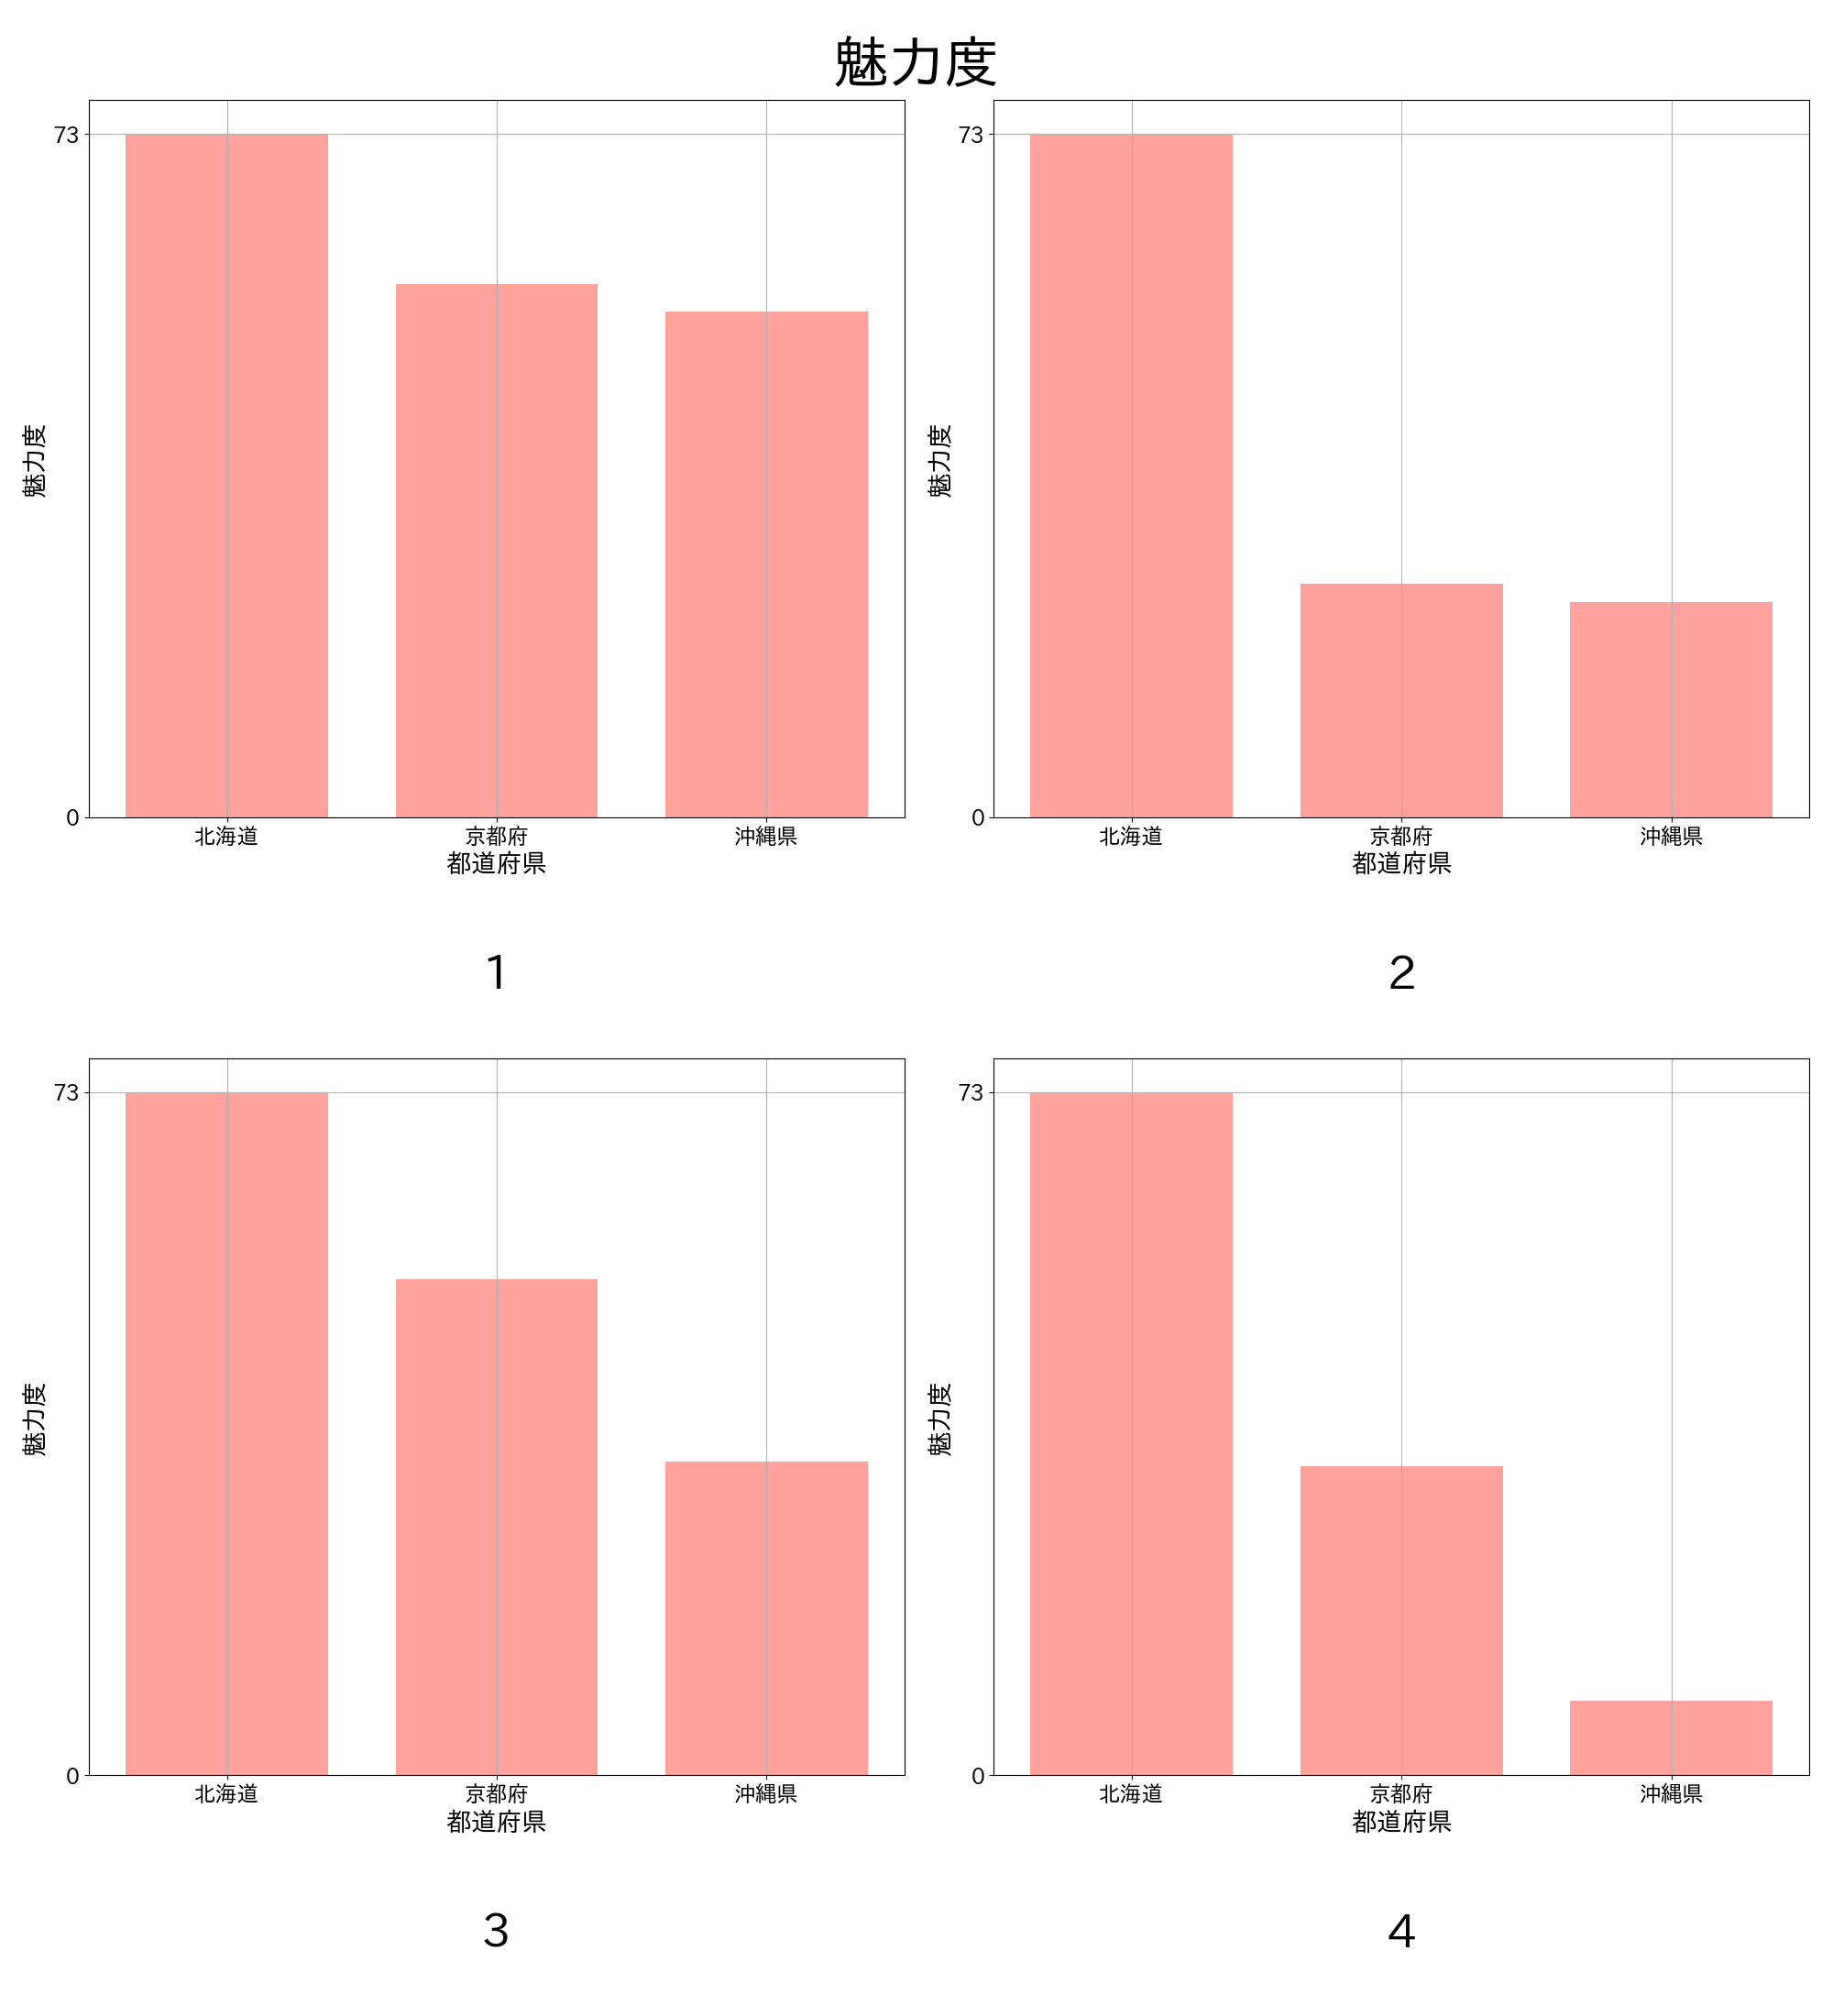 魅力度
73
0
魅力度
北海道 京都府 沖縄県
都道府県
1
73
0
魅力度
北海道 京都府 沖縄県
都道府県
2
73
0
魅力度
北海道 京都府 沖縄県
都道府県
3
73
0
魅力度
北海道 京都府 沖縄県
都道府県
4